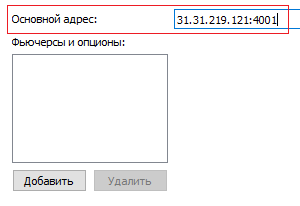 Основной адрес: 31.31.219.121:4001
Фьючерсы и опционы:
Добавить Удалить